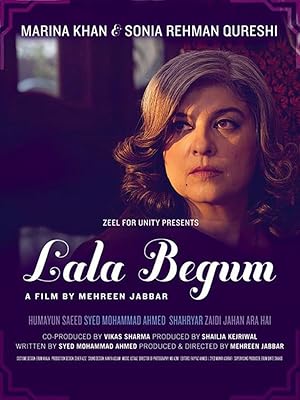 MARINA KHAN & SONIA REHMAN QURESHI
ZEEL FOR UNITY PRESENTS
Lala Begum
A FILM BY MEHREEN JABBAR
HUMAYUN SAEED SYED MOHAMMAD AHMED SHAHRYAR ZAIDI JAHAN ARA HAI
CO-PRODUCED BY VIKAS SHARMA PRODUCED BY SHAILJA KEJRIWAL
WRITTEN BY SYED MOHAMMAD AHMED PRODUCED & DIRECTED BY MEHREEN JABBAR